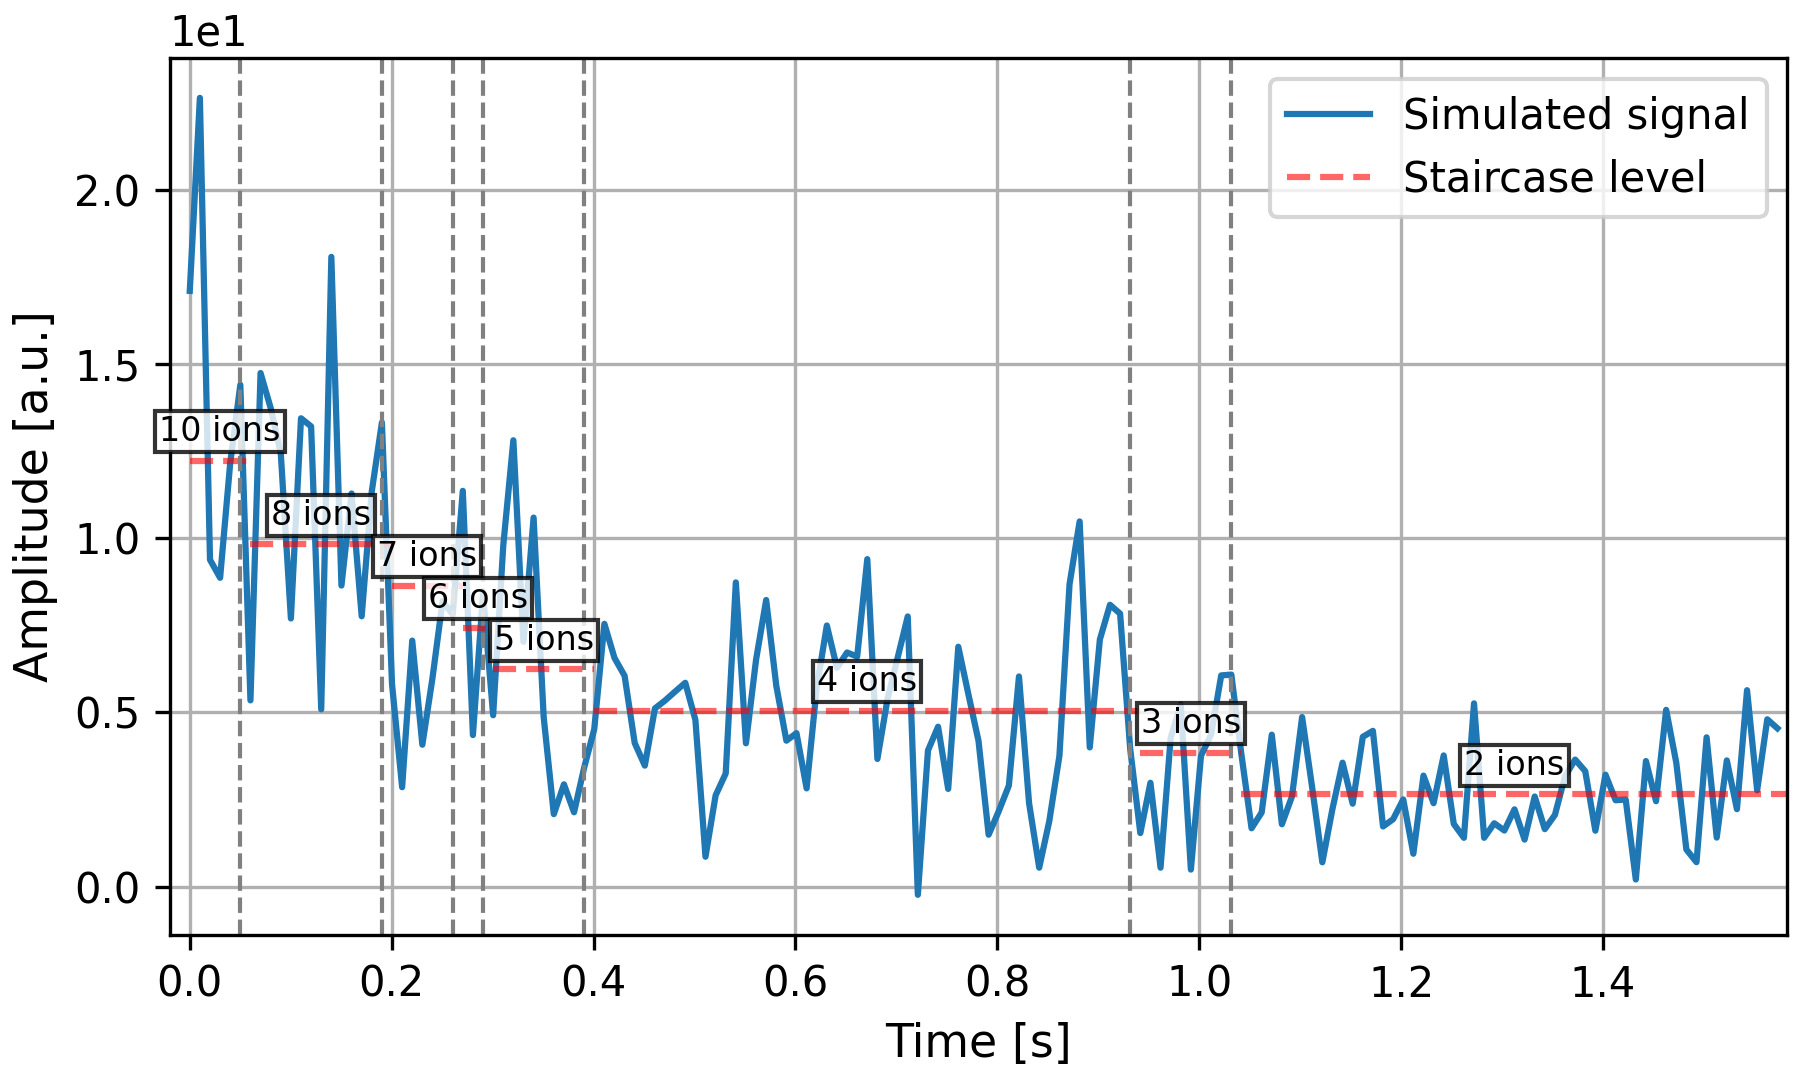 1e1
Simulated signal
Staircase level
2.0
1.5
1.0
0.5
0.0
Amplitude [a.u.]
10 ions
8 ions
7 ions
6 ions
5 ions
4 ions
3 ions
2 ions
0.0 0.2 0.4 0.6 0.8 1.0 1.2 1.4
Time [s]